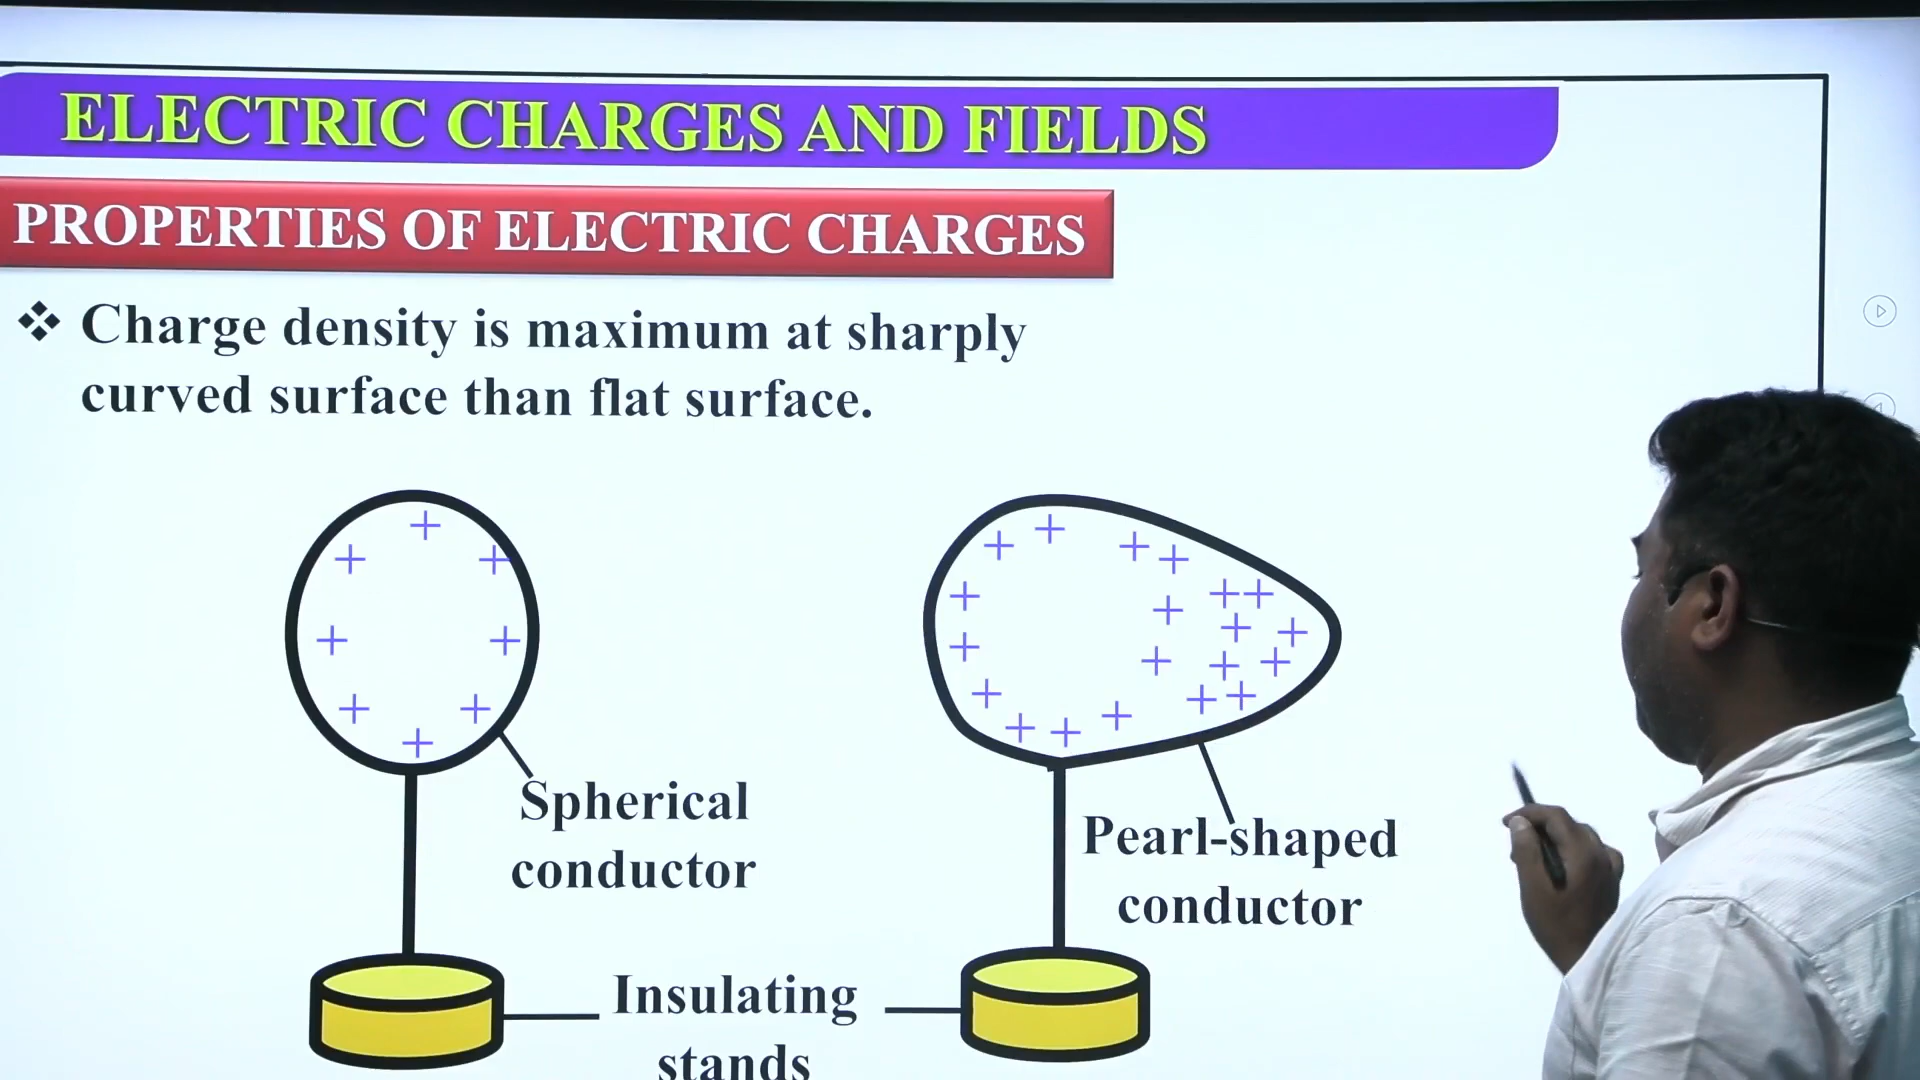 ELECTRIC CHARGES AND FIELDS
PROPERTIES OF ELECTRIC CHARGES
❖ Charge density is maximum at sharply
curved surface than flat surface.
Spherical
conductor
Pearl-shaped
conductor
Insulating
stands